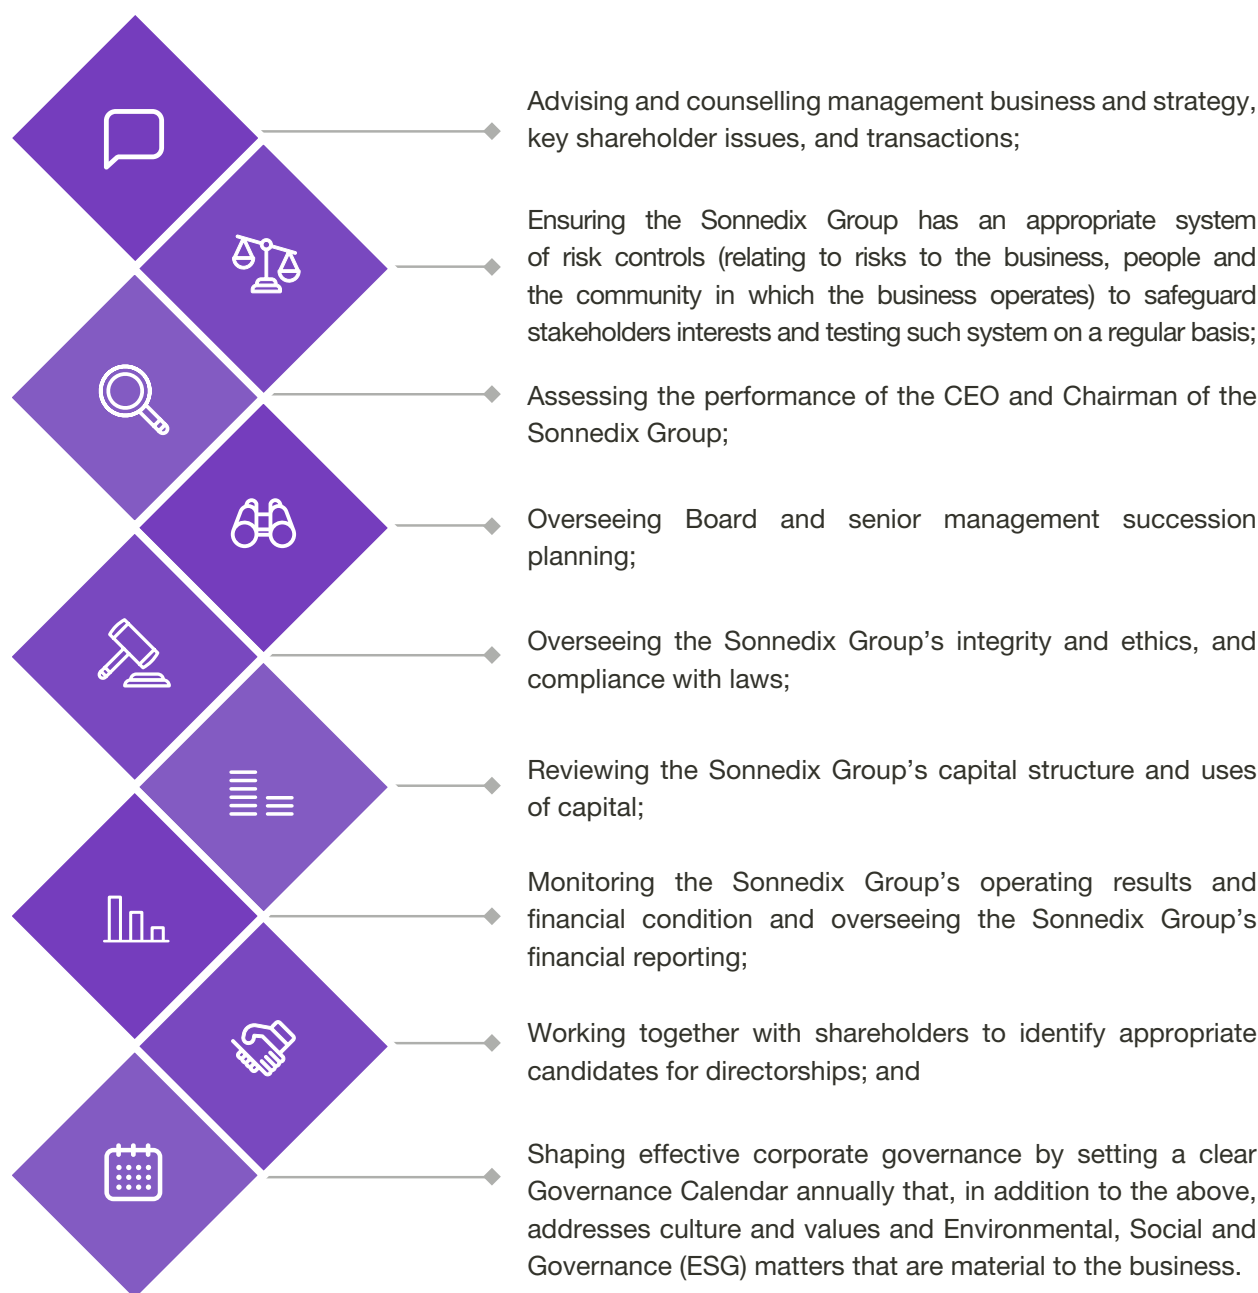 Advising and counselling management business and strategy,
key shareholder issues, and transactions;
Ensuring the Sonnedix Group has an appropriate system
of risk controls (relating to risks to the business, people and
the community in which the business operates) to safeguard
stakeholders interests and testing such system on a regular basis;
Assessing the performance of the CEO and Chairman of the
Sonnedix Group;
Overseeing Board and senior management succession
planning;
Overseeing the Sonnedix Group’s integrity and ethics, and
compliance with laws;
Reviewing the Sonnedix Group’s capital structure and uses
of capital;
Monitoring the Sonnedix Group’s operating results and
financial condition and overseeing the Sonnedix Group’s
financial reporting;
Working together with shareholders to identify appropriate
candidates for directorships; and
Shaping effective corporate governance by setting a clear
Governance Calendar annually that, in addition to the above,
addresses culture and values and Environmental, Social and
Governance (ESG) matters that are material to the business.